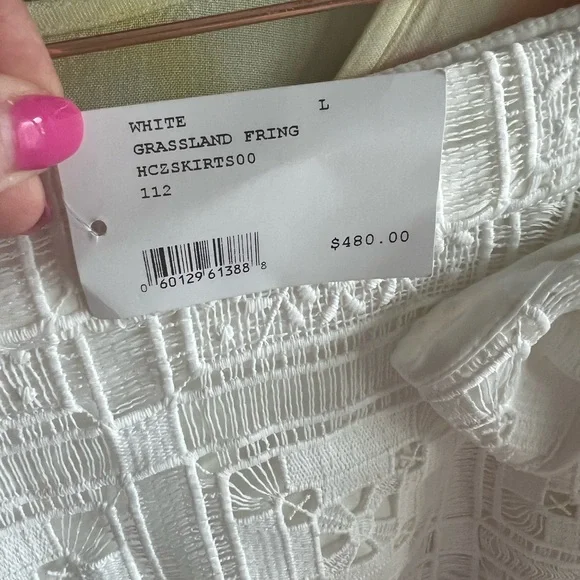 WHITE L
GRASSLAND FRING
HCZSKIRTS00
112
$480.00
0 60129 61388 8